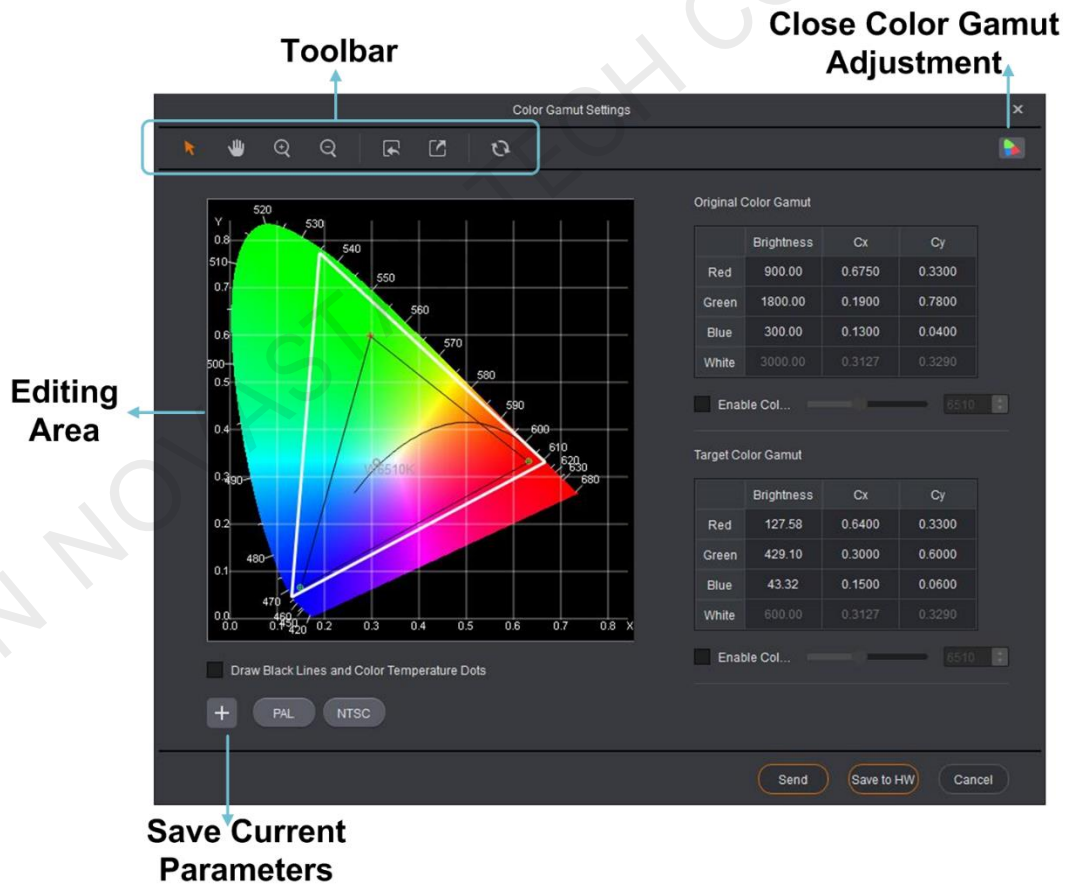 Close Color Gamut
Adjustment
Toolbar
Color Gamut Settings
Original Color Gamut
Brightness Cx Cy
Red 900.00 0.6750 0.3300
Green 1800.00 0.1900 0.7800
Blue 300.00 0.1300 0.0400
White 3000.00 0.3127 0.3290
Enable Col... 6510
Target Color Gamut
Brightness Cx Cy
Red 127.58 0.6400 0.3300
Green 429.10 0.3000 0.6000
Blue 43.32 0.1500 0.0600
White 600.00 0.3127 0.3290
Enable Col... 6510
Editing
Area
Y
0.8
0.7
0.6
0.5
0.4
0.3
0.2
0.1
0.0
0.0 0.1 0.2 0.3 0.4 0.5 0.6 0.7 0.8 X
520
530
540
550
560
570
580
590
600
610
620
630
680
510
500
490
480
470
460
450
420
6510K
Draw Black Lines and Color Temperature Dots
+ PAL NTSC
Send Save to HW Cancel
Save Current
Parameters